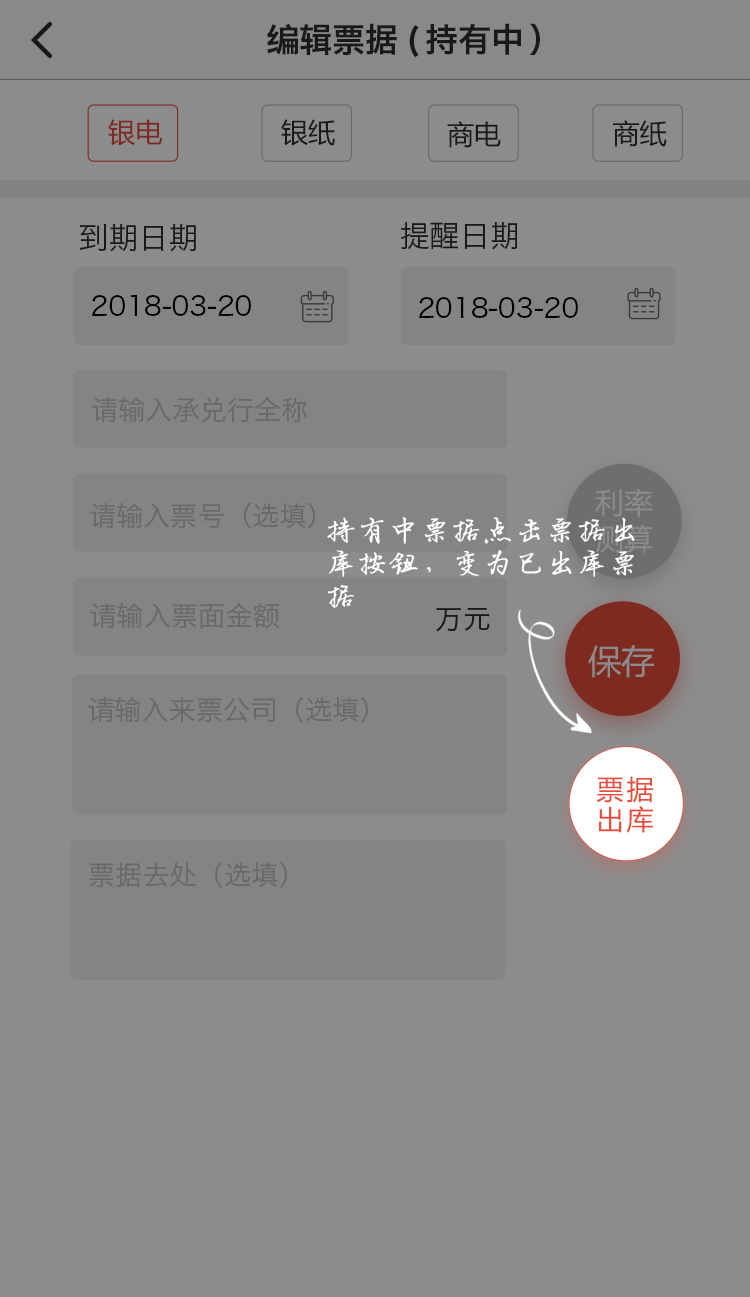 编辑票据(持有中)
银电 银纸 商电 商纸
到期日期 提醒日期
2018-03-20 2018-03-20
请输入承兑行全称
请输入票号（选填）
利率
测算
持有中票据点击票据出
库按钮，变为已出库票
据
请输入票面金额 万元
保存
请输入来票公司（选填）
票据
出库
票据去处（选填）